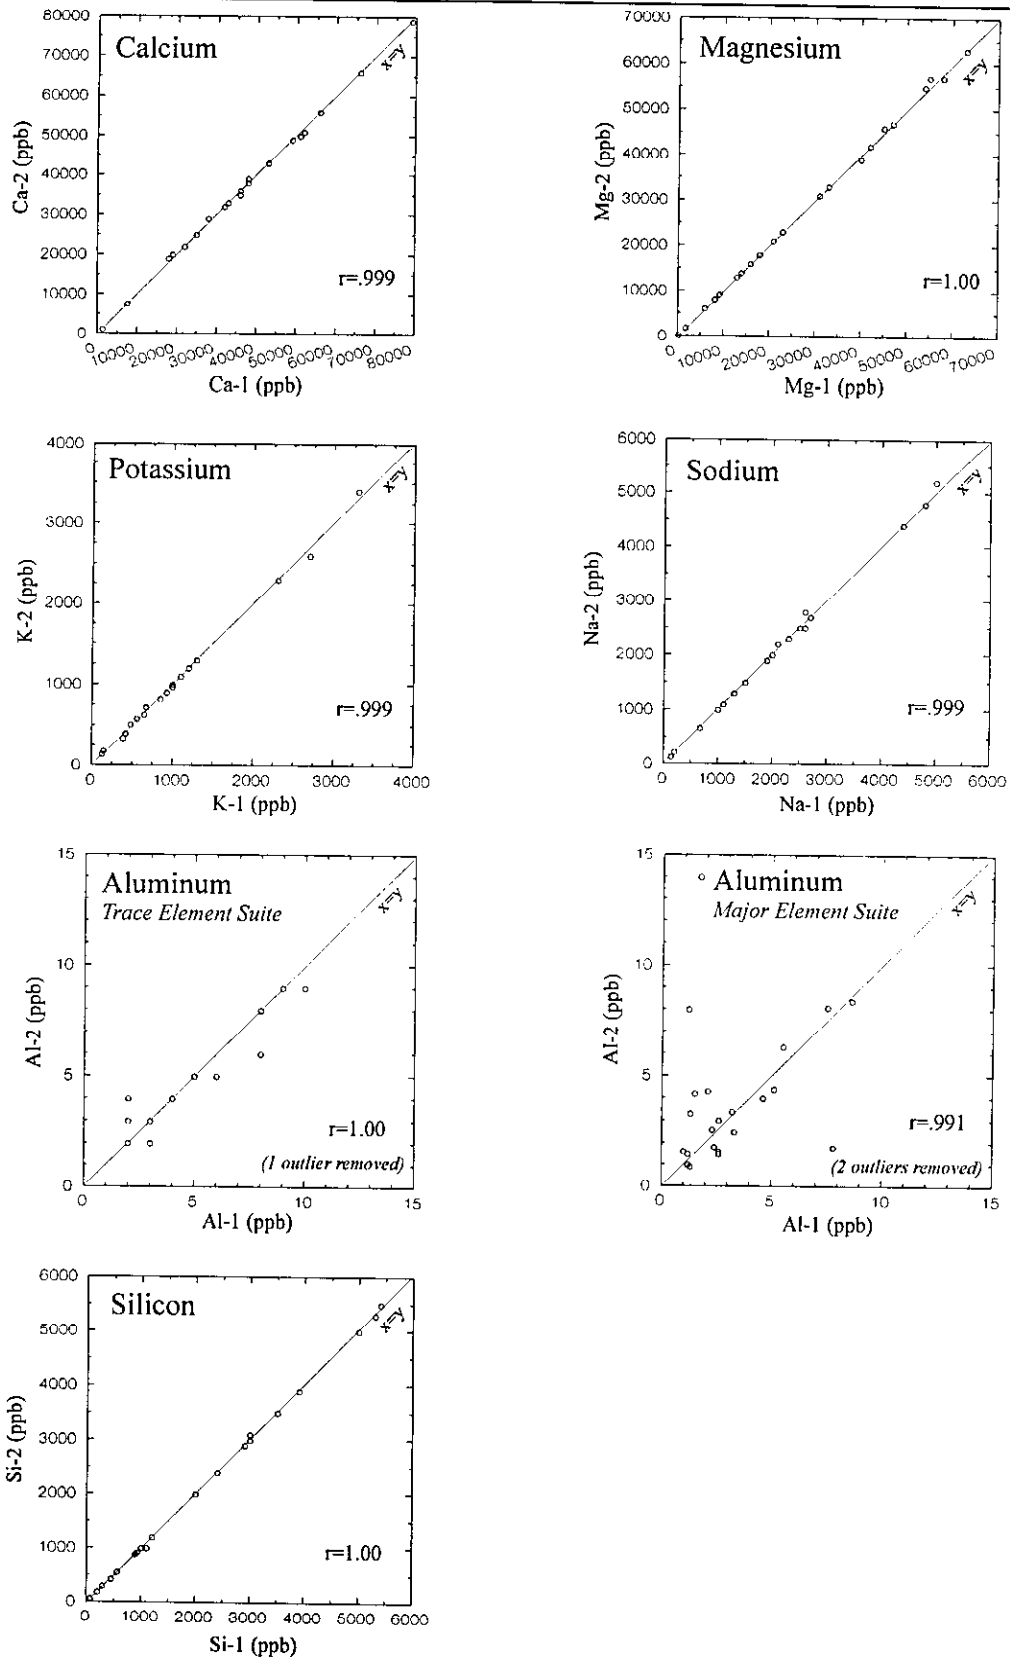 Calcium
80000
70000
60000
50000
40000
30000
20000
10000
0
Ca-2 (ppb)
x=y
r=.999
0 10000 20000 30000 40000 50000 60000 70000 80000
Ca-1 (ppb)
Magnesium
70000
60000
50000
40000
30000
20000
10000
0
Mg-2 (ppb)
x=y
r=1.00
10000 20000 30000 40000 50000 60000 70000
Mg-1 (ppb)
Potassium
4000
3000
2000
1000
0
K-2 (ppb)
x=y
r=.999
0 1000 2000 3000 4000
K-1 (ppb)
Sodium
6000
5000
4000
3000
2000
1000
0
Na-2 (ppb)
x=y
r=.999
0 1000 2000 3000 4000 5000 6000
Na-1 (ppb)
Aluminum
Trace Element Suite
15
10
5
0
Al-2 (ppb)
x=y
r=1.00
(1 outlier removed)
0 5 10 15
Al-1 (ppb)
Aluminum
Major Element Suite
15
10
5
0
Al-2 (ppb)
x=y
r=.991
(2 outliers removed)
0 5 10 15
Al-1 (ppb)
Silicon
6000
5000
4000
3000
2000
1000
0
Si-2 (ppb)
x=y
r=1.00
0 1000 2000 3000 4000 5000 6000
Si-1 (ppb)